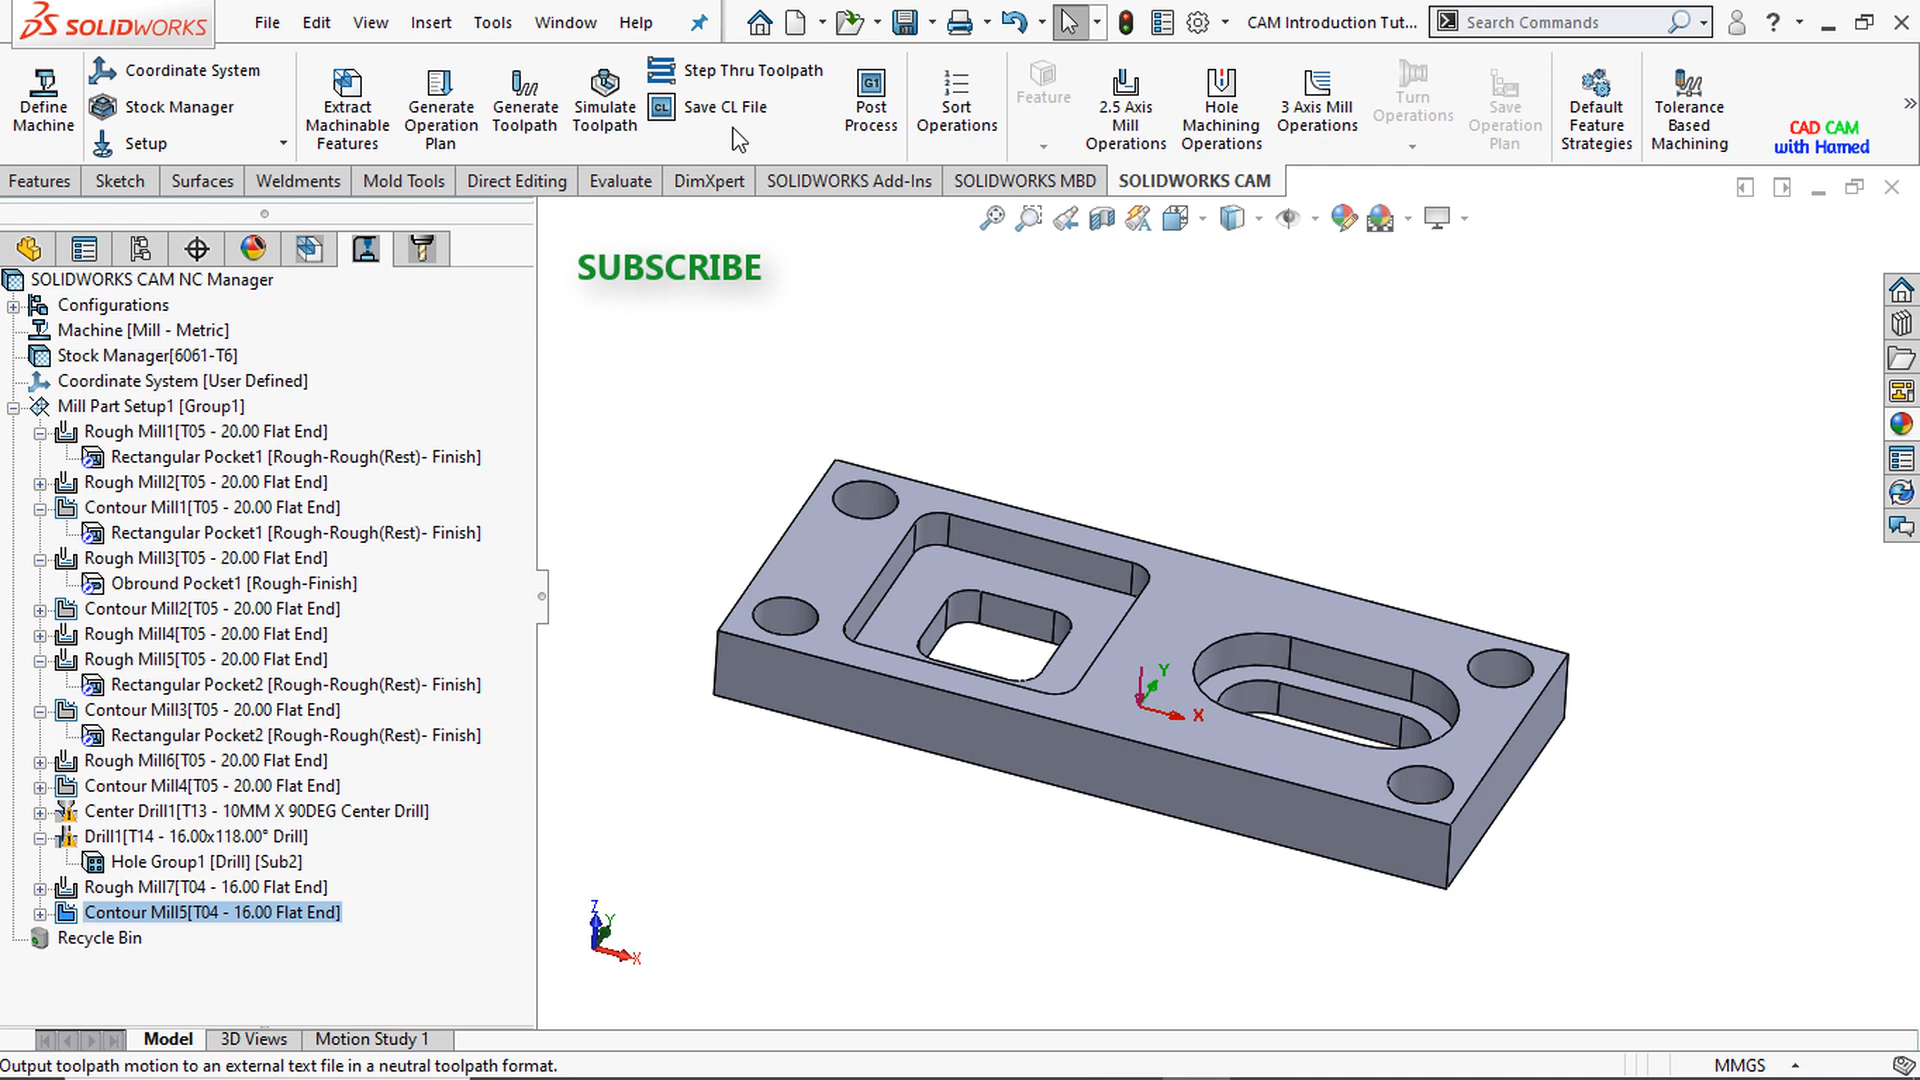 SOLIDWORKS File Edit View Insert Tools Window Help CAM Introduction Tut... Search Commands ?
Define Machine
Coordinate System
Stock Manager
Setup
Extract Machinable Features
Generate Operation Plan
Generate Toolpath
Simulate Toolpath
Step Thru Toolpath
CL Save CL File
G1 Post Process
Sort Operations
Feature
2.5 Axis Mill Operations
Hole Machining Operations
3 Axis Mill Operations
Turn Operations
Save Operation Plan
Default Feature Strategies
Tolerance Based Machining
CAD CAM
with Hamed
Features Sketch Surfaces Weldments Mold Tools Direct Editing Evaluate DimXpert SOLIDWORKS Add-Ins SOLIDWORKS MBD SOLIDWORKS CAM
SUBSCRIBE
SOLIDWORKS CAM NC Manager
Configurations
Machine [Mill - Metric]
Stock Manager[6061-T6]
Coordinate System [User Defined]
Mill Part Setup1 [Group1]
Rough Mill1[T05 - 20.00 Flat End]
Rectangular Pocket1 [Rough-Rough(Rest)- Finish]
Rough Mill2[T05 - 20.00 Flat End]
Contour Mill1[T05 - 20.00 Flat End]
Rectangular Pocket1 [Rough-Rough(Rest)- Finish]
Rough Mill3[T05 - 20.00 Flat End]
Obround Pocket1 [Rough-Finish]
Contour Mill2[T05 - 20.00 Flat End]
Rough Mill4[T05 - 20.00 Flat End]
Rough Mill5[T05 - 20.00 Flat End]
Rectangular Pocket2 [Rough-Rough(Rest)- Finish]
Contour Mill3[T05 - 20.00 Flat End]
Rectangular Pocket2 [Rough-Rough(Rest)- Finish]
Rough Mill6[T05 - 20.00 Flat End]
Contour Mill4[T05 - 20.00 Flat End]
Center Drill1[T13 - 10MM X 90DEG Center Drill]
Drill1[T14 - 16.00x118.00° Drill]
Hole Group1 [Drill] [Sub2]
Rough Mill7[T04 - 16.00 Flat End]
Contour Mill5[T04 - 16.00 Flat End]
Recycle Bin
Y
X
Z
Y
X
Model 3D Views Motion Study 1
Output toolpath motion to an external text file in a neutral toolpath format. MMGS